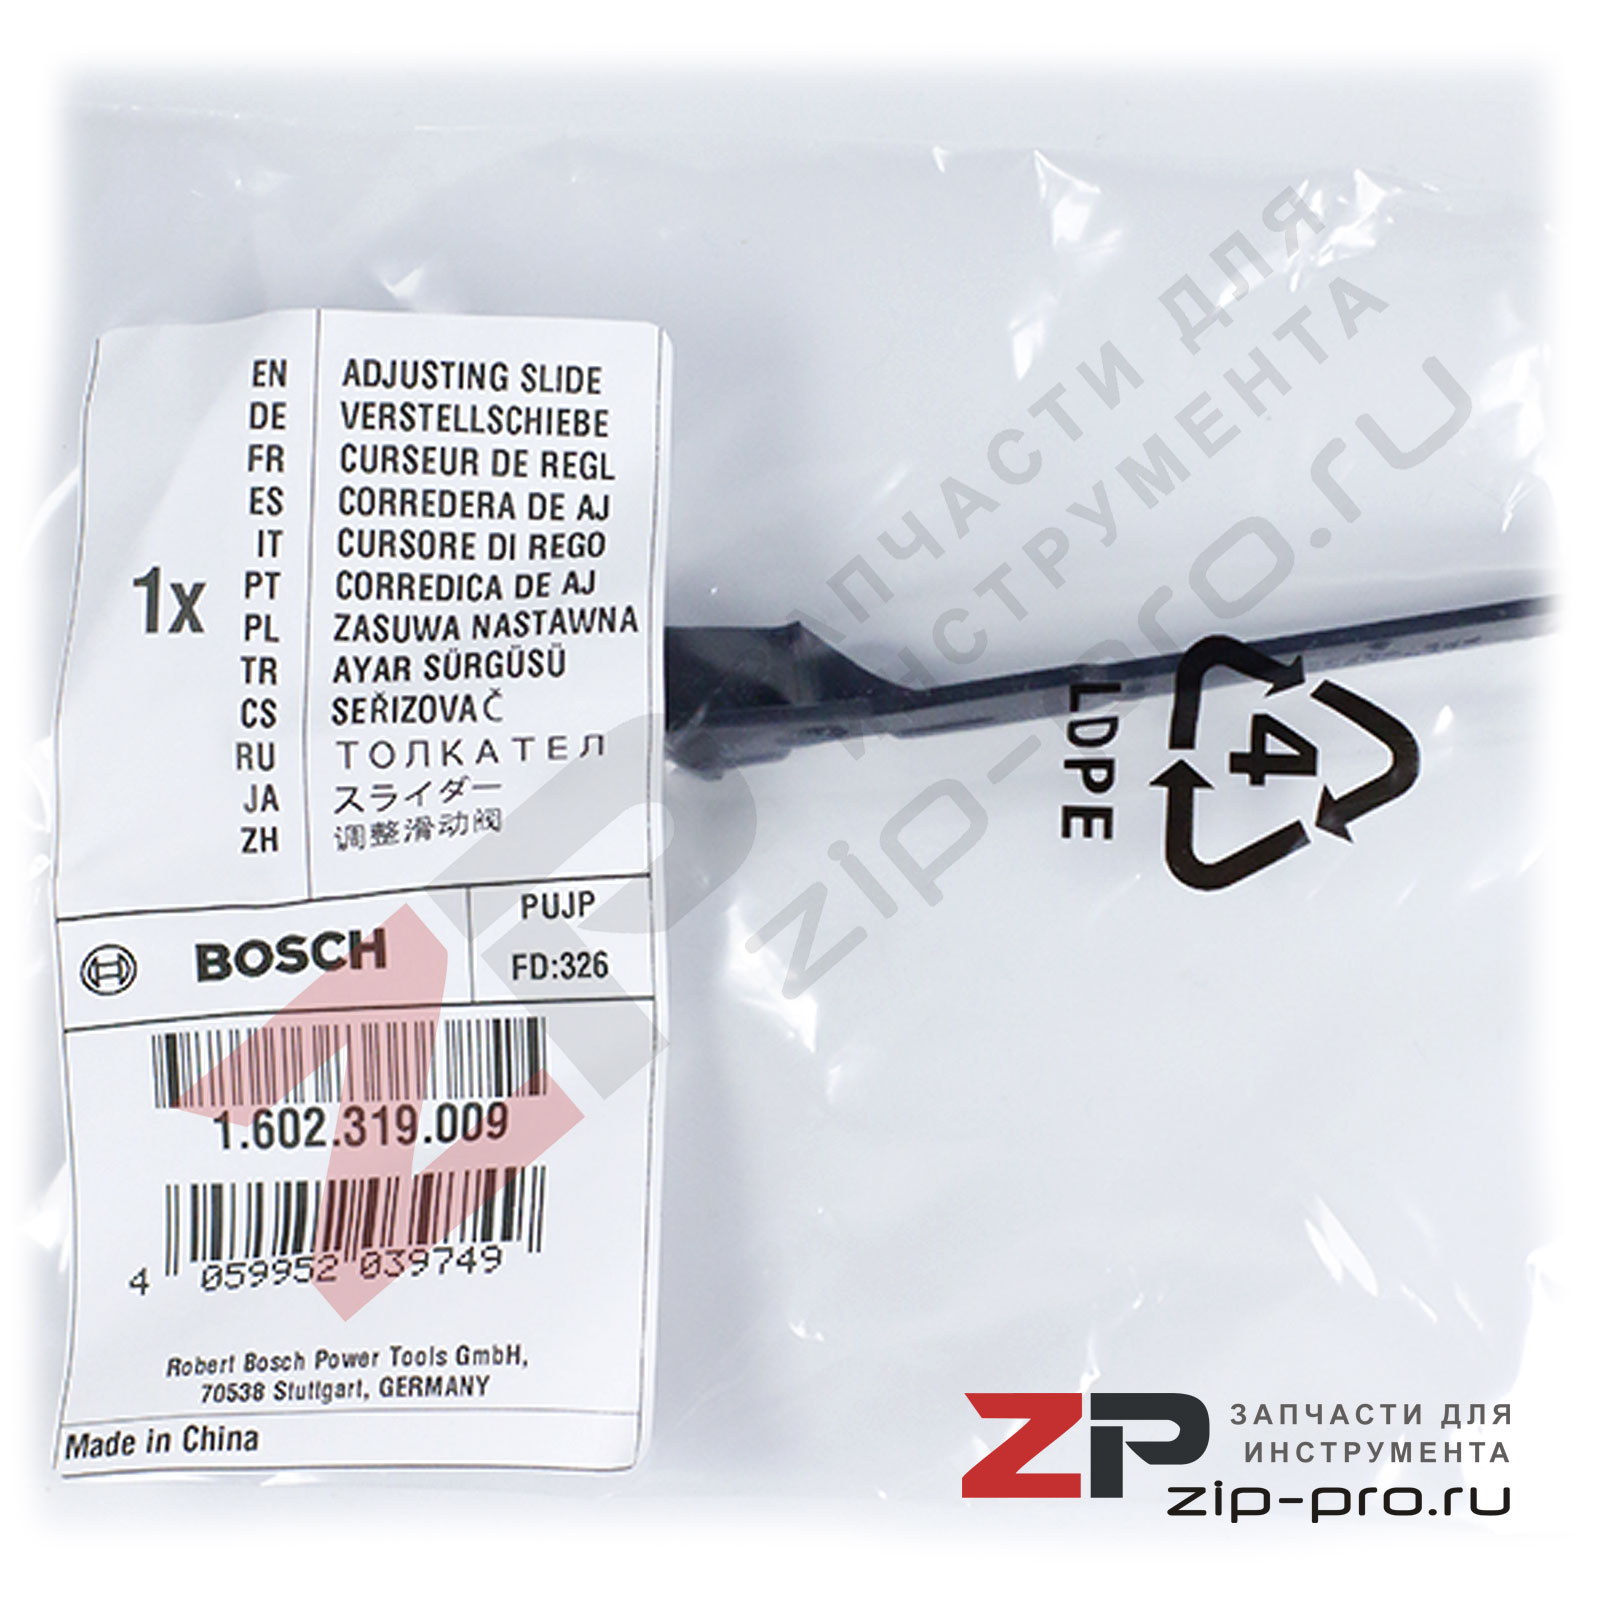 1x
EN ADJUSTING SLIDE
DE VERSTELLSCHIEBE
FR CURSEUR DE REGL
ES CORREDERA DE AJ
IT CURSORE DI REGO
PT CORREDICA DE AJ
PL ZASUWA NASTAWNA
TR AYAR SÜRGÜSÜ
CS SEŘIZOVAČ
RU ТОЛКАТЕЛ
JA スライダー
ZH 调整滑动阀
BOSCH
PUJP
FD:326
1.602.319.009
4 059952 039749
Robert Bosch Power Tools GmbH,
70538 Stuttgart, GERMANY
Made in China
4
LDPE
ZP
ЗАПЧАСТИ ДЛЯ
ИНСТРУМЕНТА
zip-pro.ru
ZP
ЗАПЧАСТИ ДЛЯ
ИНСТРУМЕНТА
zip-pro.ru